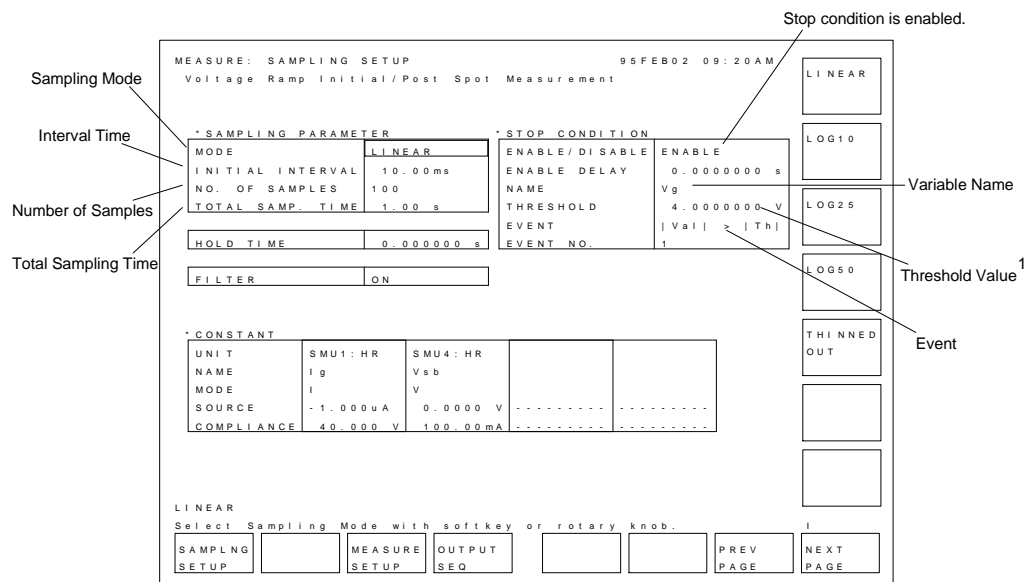 Stop condition is enabled.
MEASURE: SAMPLING SETUP 95FEB02 09:20AM
Voltage Ramp Initial/Post Spot Measurement
LINEAR
Sampling Mode
Interval Time
Number of Samples
Total Sampling Time
*SAMPLING PARAMETER
MODE LINEAR
INITIAL INTERVAL 10.00ms
NO. OF SAMPLES 100
TOTAL SAMP. TIME 1.00 s
HOLD TIME 0.000000 s
FILTER ON
*STOP CONDITION
ENABLE/DISABLE ENABLE
ENABLE DELAY 0.0000000 s
NAME Vg
THRESHOLD 4.0000000 V
EVENT |Val| > |Th|
EVENT NO. 1
LOG10
LOG25
LOG50
THINNED
OUT
Variable Name
Threshold Value 1
Event
*CONSTANT
UNIT SMU1:HR SMU4:HR
NAME Ig Vsb
MODE I V
SOURCE -1.000uA 0.0000 V --------- ---------
COMPLIANCE 40.000 V 100.00mA --------- ---------
LINEAR
Select Sampling Mode with softkey or rotary knob. I
SAMPLNG
SETUP
MEASURE
SETUP
OUTPUT
SEQ
PREV
PAGE
NEXT
PAGE